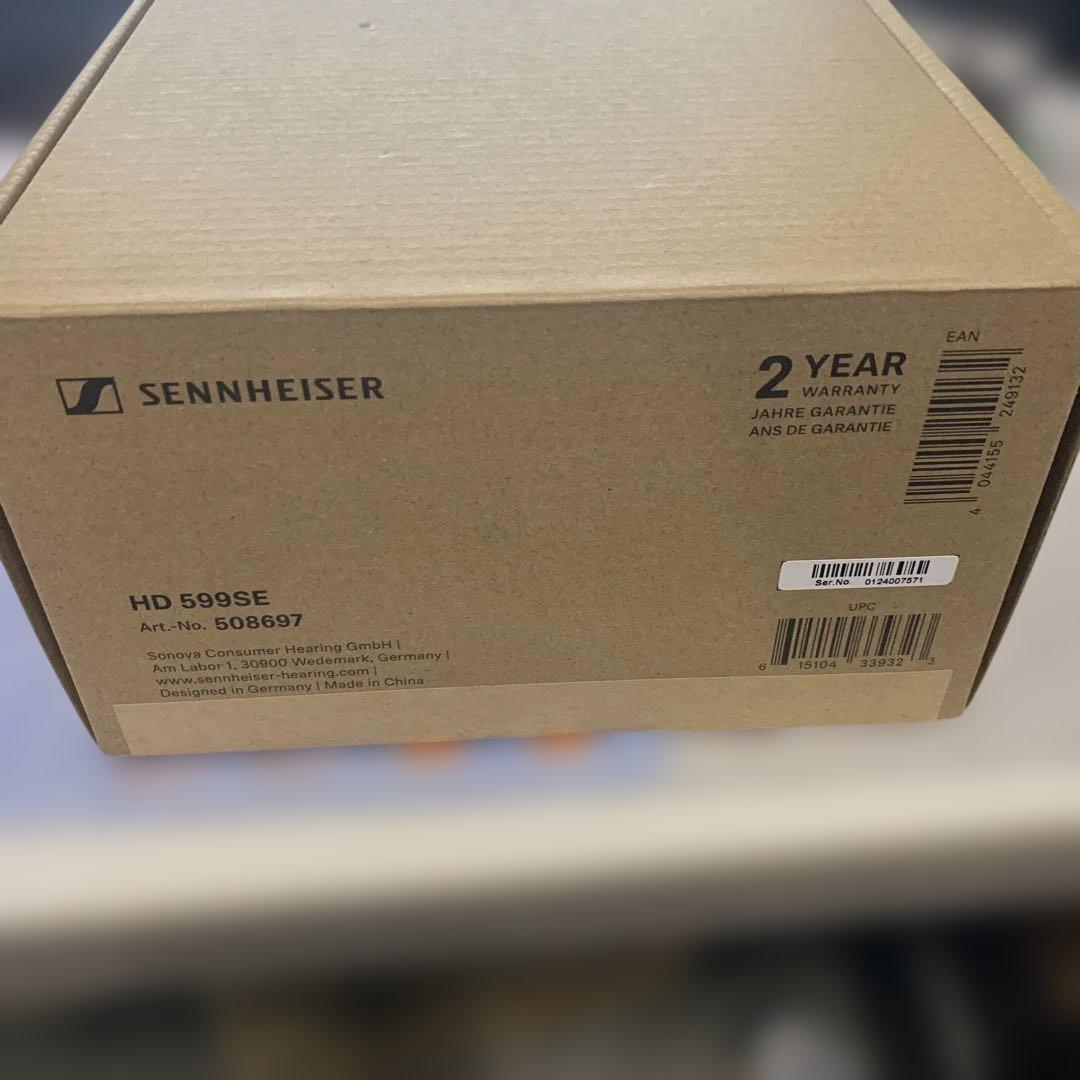 SENNHEISER
2 YEAR
WARRANTY
JAHRE GARANTIE
ANS DE GARANTIE
EAN
4 044155 249132
HD 599SE
Art.-No. 508697
Sonova Consumer Hearing GmbH |
Am Labor 1, 30900 Wedemark, Germany |
www.sennheiser-hearing.com |
Designed in Germany | Made in China
Ser.No. 0124007571
UPC
6 15104 33932 3